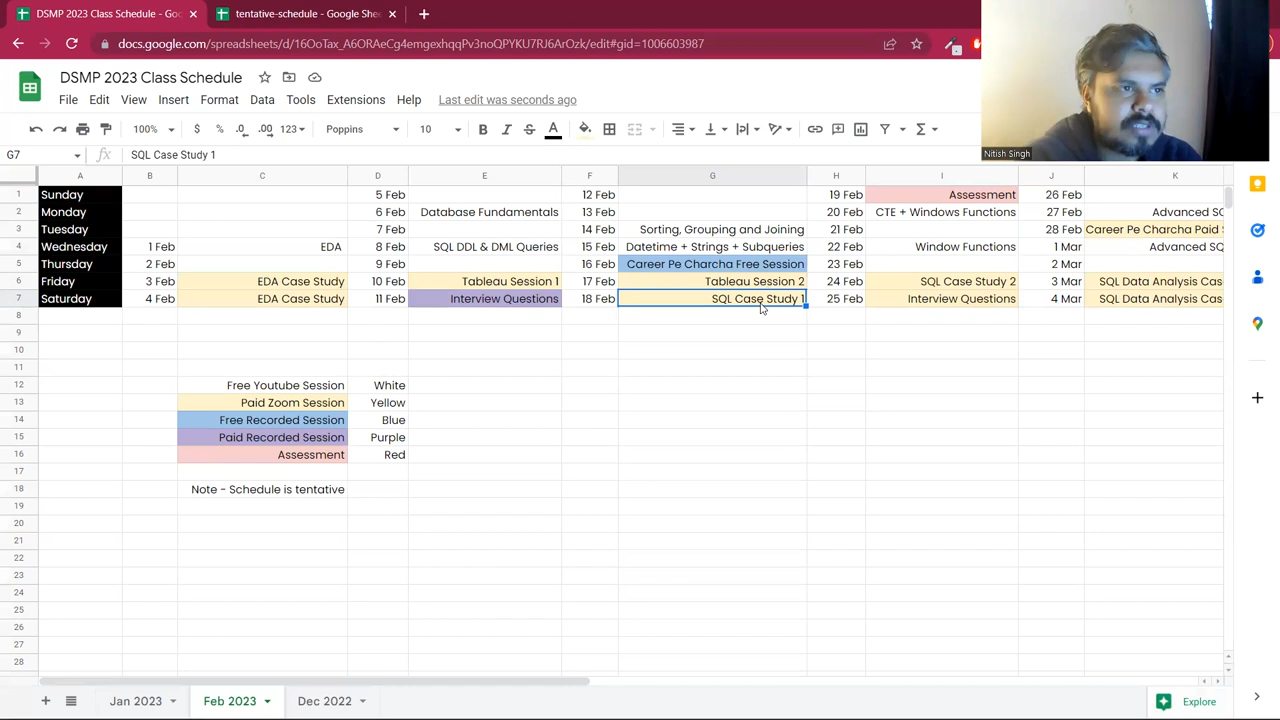 DSMP 2023 Class Schedule - Go
tentative-schedule - Google She
docs.google.com/spreadsheets/d/16OoTax_A6ORAeCg4emgexhqqPv3noQPYKU7RJ6ArOzk/edit#gid=1006603987
DSMP 2023 Class Schedule
File Edit View Insert Format Data Tools Extensions Help Last edit was seconds ago
100% $ % .0 .00 123 Poppins 10 B I S A
Nitish Singh
G7 fx SQL Case Study 1
A B C D E F G H I J K
1 Sunday 5 Feb 12 Feb 19 Feb Assessment 26 Feb
2 Monday 6 Feb Database Fundamentals 13 Feb 20 Feb CTE + Windows Functions 27 Feb Advanced SQ
3 Tuesday 7 Feb 14 Feb Sorting, Grouping and Joining 21 Feb 28 Feb Career Pe Charcha Paid S
4 Wednesday 1 Feb EDA 8 Feb SQL DDL & DML Queries 15 Feb Datetime + Strings + Subqueries 22 Feb Window Functions 1 Mar Advanced SQ
5 Thursday 2 Feb 9 Feb 16 Feb Career Pe Charcha Free Session 23 Feb 2 Mar
6 Friday 3 Feb EDA Case Study 10 Feb Tableau Session 1 17 Feb Tableau Session 2 24 Feb SQL Case Study 2 3 Mar SQL Data Analysis Cas
7 Saturday 4 Feb EDA Case Study 11 Feb Interview Questions 18 Feb SQL Case Study 1 25 Feb Interview Questions 4 Mar SQL Data Analysis Cas
8
9
10
11
12 Free Youtube Session White
13 Paid Zoom Session Yellow
14 Free Recorded Session Blue
15 Paid Recorded Session Purple
16 Assessment Red
17
18 Note - Schedule is tentative
19
20
21
22
23
24
25
26
27
28
Jan 2023 Feb 2023 Dec 2022 Explore